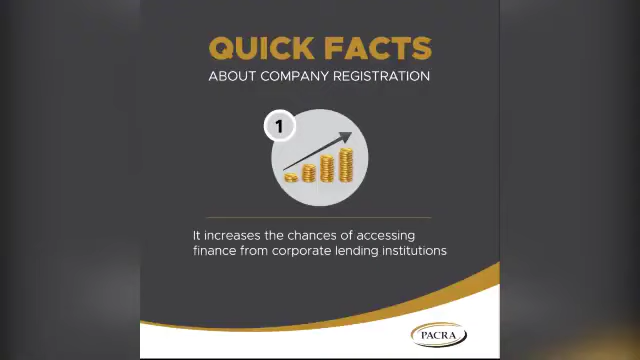 QUICK FACTS
ABOUT COMPANY REGISTRATION
1
It increases the chances of accessing
finance from corporate lending institutions
PACRA